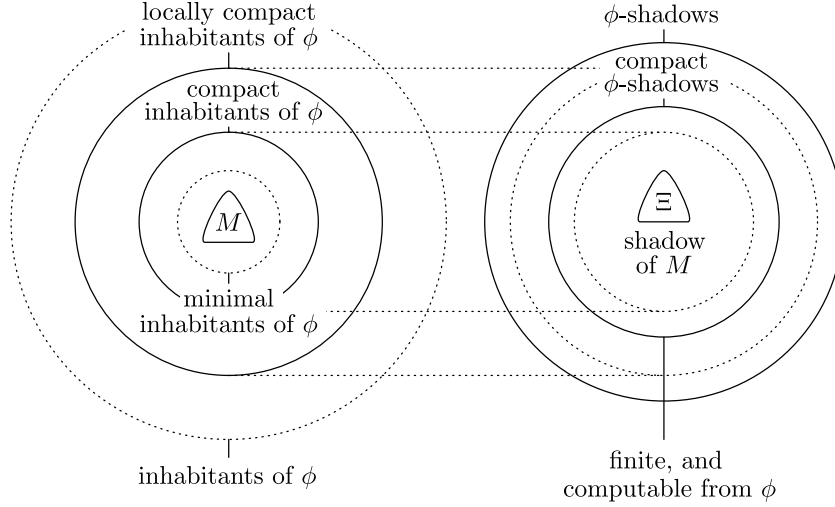 locally compact
inhabitants of ϕ
compact
inhabitants of ϕ
M
minimal
inhabitants of ϕ
inhabitants of ϕ
ϕ-shadows
compact
ϕ-shadows
Ξ
shadow
of M
finite, and
computable from ϕ